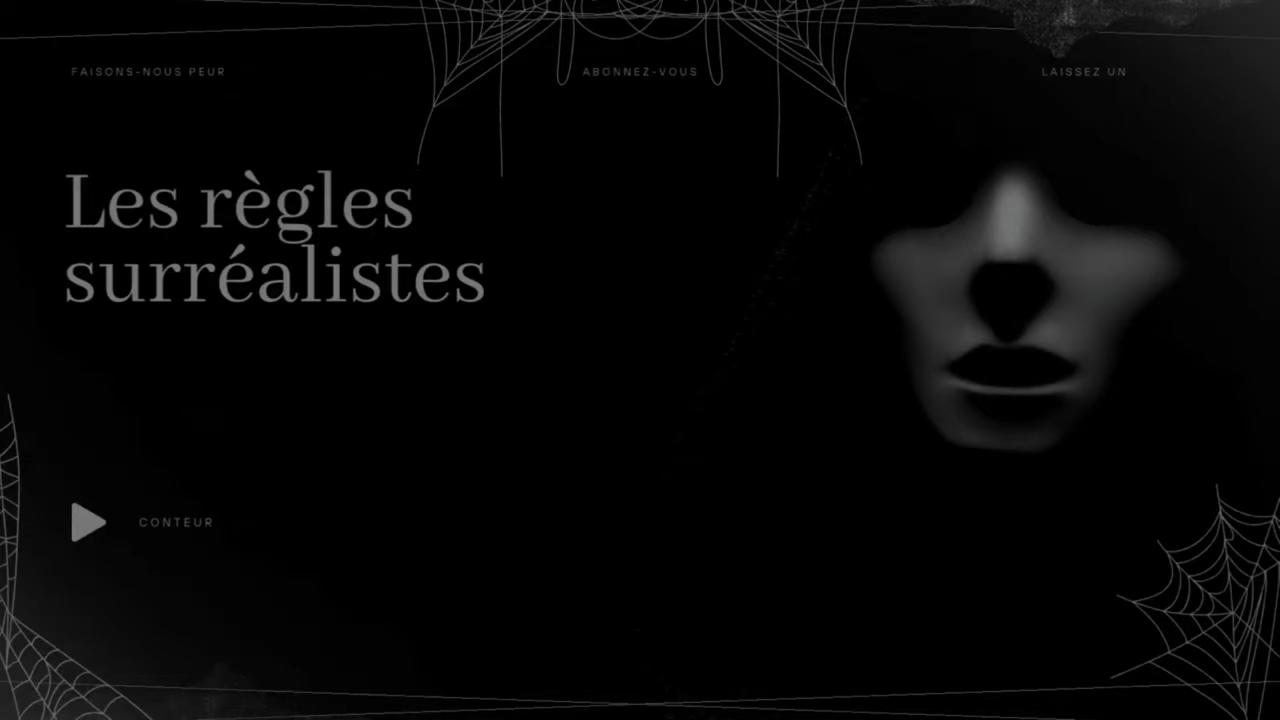 FAISONS-NOUS PEUR
ABONNEZ-VOUS
LAISSEZ UN
Les règles
surréalistes
CONTEUR